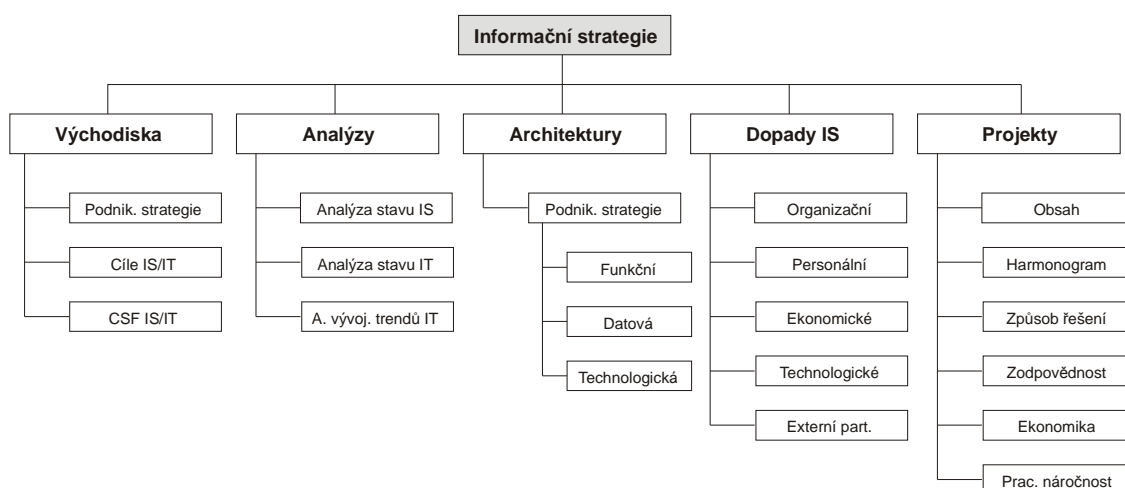 Informační strategie
Východiska
Podnik. strategie
Cíle IS/IT
CSF IS/IT
Analýzy
Analýza stavu IS
Analýza stavu IT
A. vývoj. trendů IT
Architektury
Podnik. strategie
Funkční
Datová
Technologická
Dopady IS
Organizační
Personální
Ekonomické
Technologické
Externí part.
Projekty
Obsah
Harmonogram
Způsob řešení
Zodpovědnost
Ekonomika
Prac. náročnost